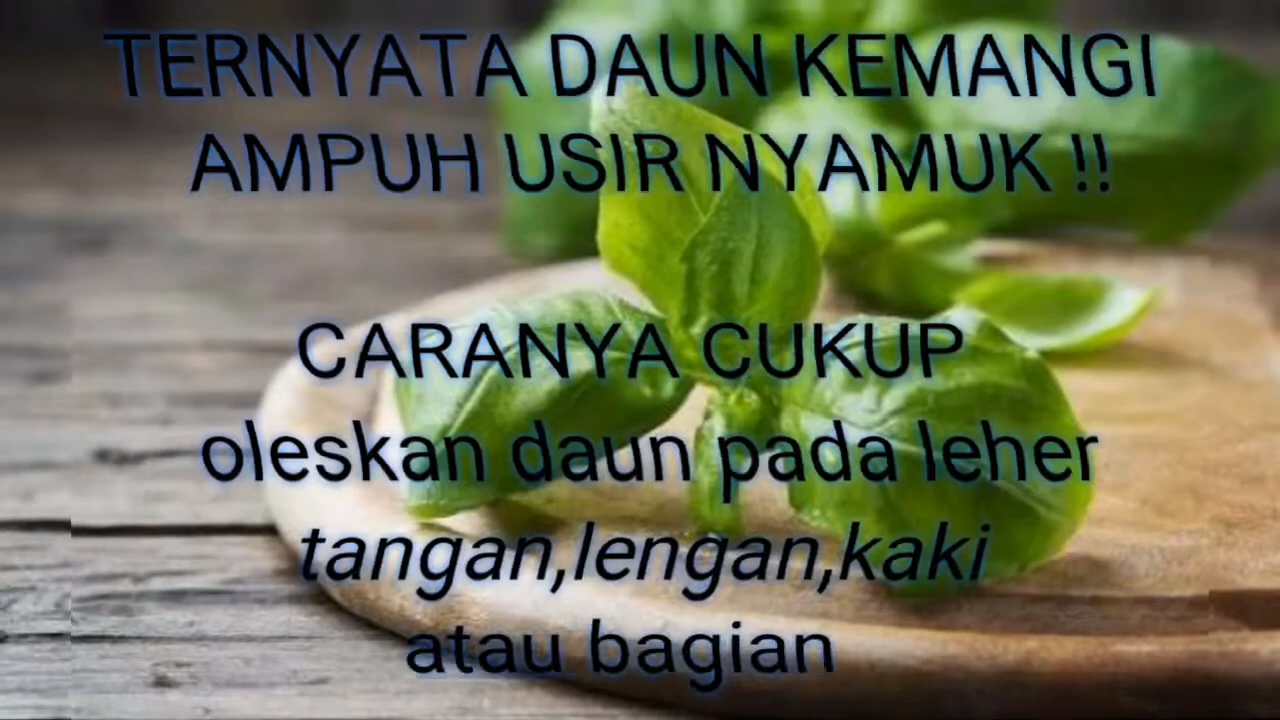 TERNYATA DAUN KEMANGI
AMPUH USIR NYAMUK !!
CARANYA CUKUP
oleskan daun pada leher
tangan,lengan,kaki
atau bagian